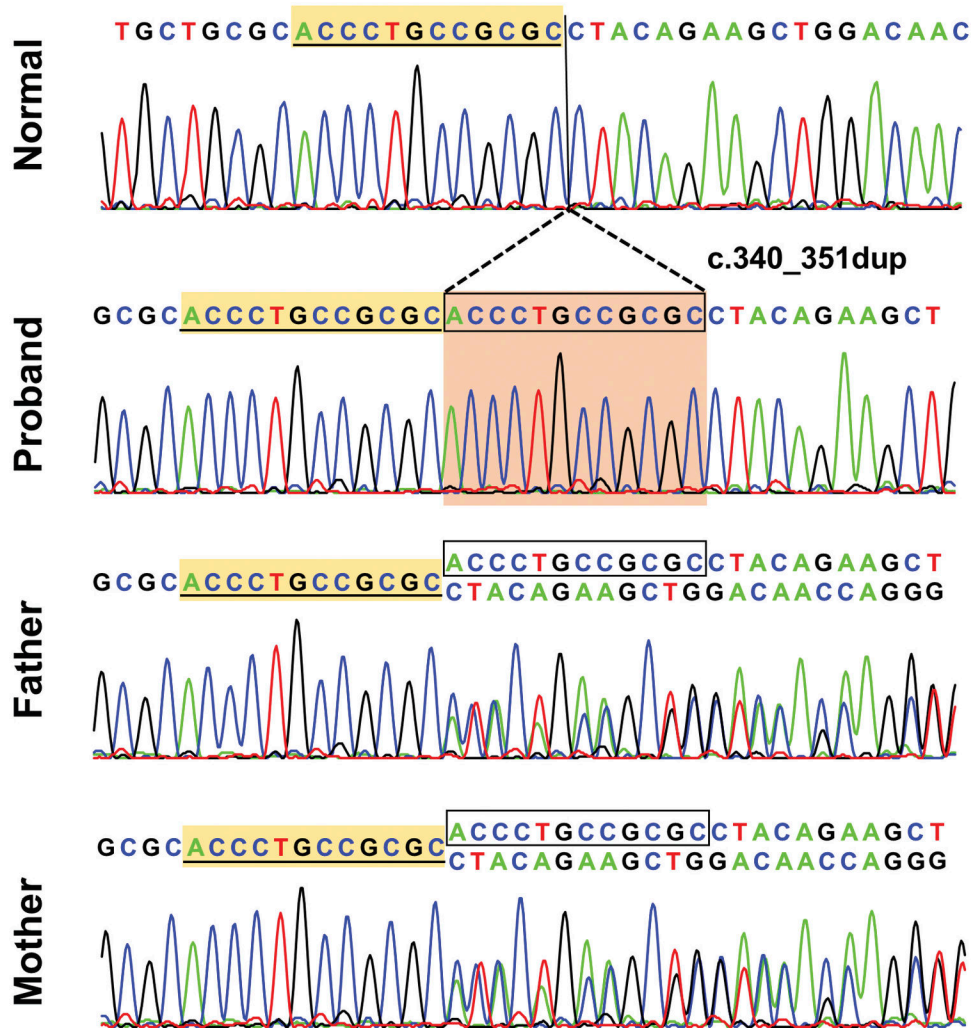 Normal
TGCTGCGCACCCTGCCGCGCCTACAGAAGCTGGACAAC
c.340_351dup
Proband
GCGCACCCTGCCGCGCACCCTGCCGCGCCTACAGAAGCT
Father
GCGCACCCTGCCGCGC
ACCCTGCCGCGCCTACAGAAGCT
CTACAGAAGCTGGACAACCAGGG
Mother
GCGCACCCTGCCGCGC
ACCCTGCCGCGCCTACAGAAGCT
CTACAGAAGCTGGACAACCAGGG